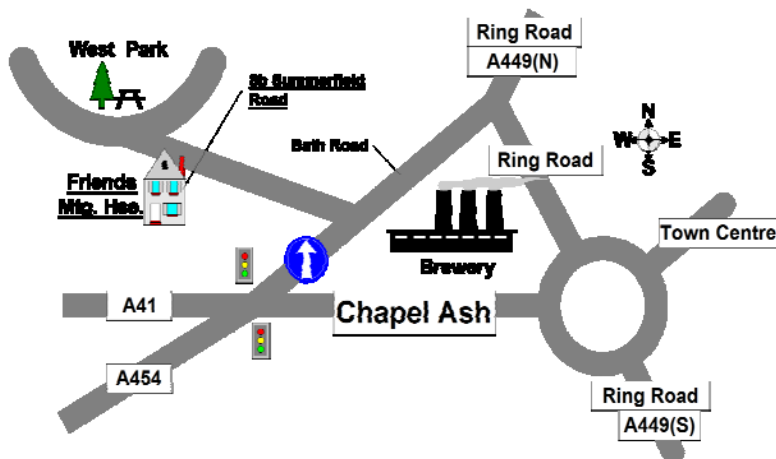 West Park
Ring Road
A449(N)
6b Summerfield
Road
Bath Road
N
W E
S
Ring Road
Friends
Mtg. Hse.
Town Centre
Brewery
A41
Chapel Ash
A454
Ring Road
A449(S)